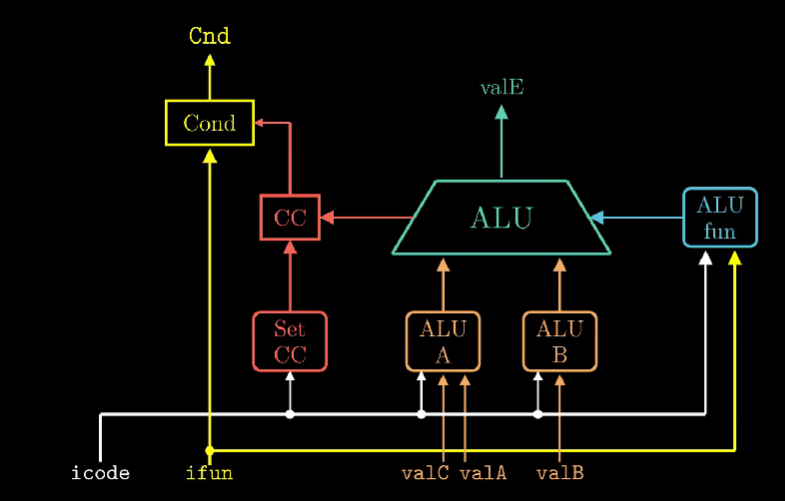 Cnd
valE
Cond
CC
ALU
ALU
fun
Set
CC
ALU
A
ALU
B
icode
ifun
valC
valA
valB